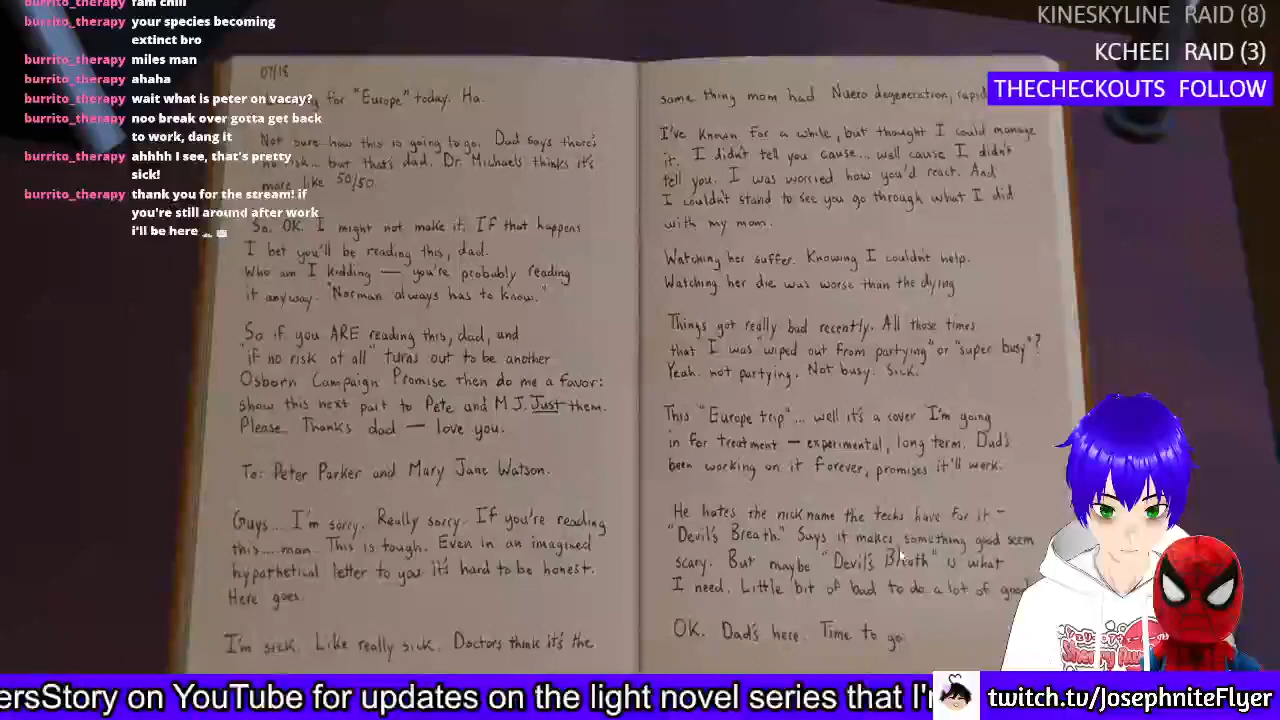 fam chill
burrito_therapy your species becoming
extinct bro
burrito_therapy miles man
burrito_therapy ahaha
burrito_therapy wait what is peter on vacay?
burrito_therapy noo break over gotta get back
to work, dang it
burrito_therapy ahhhh I see, that's pretty
sick!
burrito_therapy thank you for the stream! if
you're still around after work
i'll be here
KINESKYLINE RAID (8)
KCHEEI RAID (3)
THECHECKOUTS FOLLOW
07/18
for "Europe" today. Ha.
Not sure how this is going to go. Dad says there's
risk... but that's dad. Dr. Michaels thinks it's
more like 50/50.
So. OK. I might not make it. IF that happens
I bet you'll be reading this, dad.
Who am I kidding — you're probably reading
it anyway. "Norman always has to know."
So if you ARE reading this, dad, and
"if no risk at all" turns out to be another
Osborn Campaign Promise then do me a favor:
show this next part to Pete and MJ. Just them.
Please. Thanks dad — love you.
To: Peter Parker and Mary Jane Watson.
Guys... I'm sorry. Really sorry. If you're reading
this... man. This is tough. Even in an imagined
hypothetical letter to you it's hard to be honest.
Here goes.
I'm sick. Like really sick. Doctors think it's the
same thing mom had Nuero degeneration,
I've known for a while, but thought I could manage
it. I didn't tell you cause... well cause I didn't
tell you. I was worried how you'd react. And
I couldn't stand to see you go through what I did
with my mom.
Watching her suffer. Knowing I couldn't help.
Watching her die was worse than the dying
Things got really bad recently. All those times
that I was "wiped out from partying" or "super busy"?
Yeah. not partying. Not busy. Sick.
This "Europe trip"... well it's a cover I'm going
in for treatment — experimental, long term. Dad's
been working on it forever, promises it'll work.
He hates the nickname the techs have for it -
"Devil's Breath." Says it makes something good seem
scary. But maybe "Devil's Breath" is what
I need. Little bit of bad to do a lot of good
OK. Dad's here. Time to go
ersStory on YouTube for updates on the light novel series that I'
twitch.tv/JosephniteFlyer